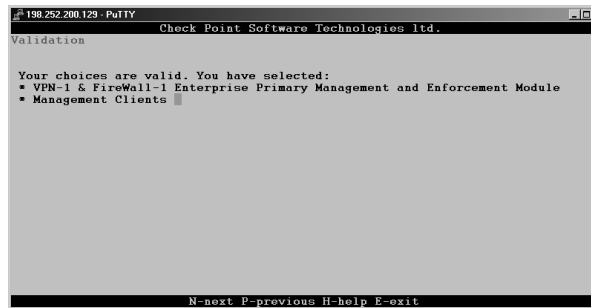 198.252.200.129 - PuTTY
Check Point Software Technologies ltd.
Validation
Your choices are valid. You have selected:
* VPN-1 & FireWall-1 Enterprise Primary Management and Enforcement Module
* Management Clients
N-next P-previous H-help E-exit